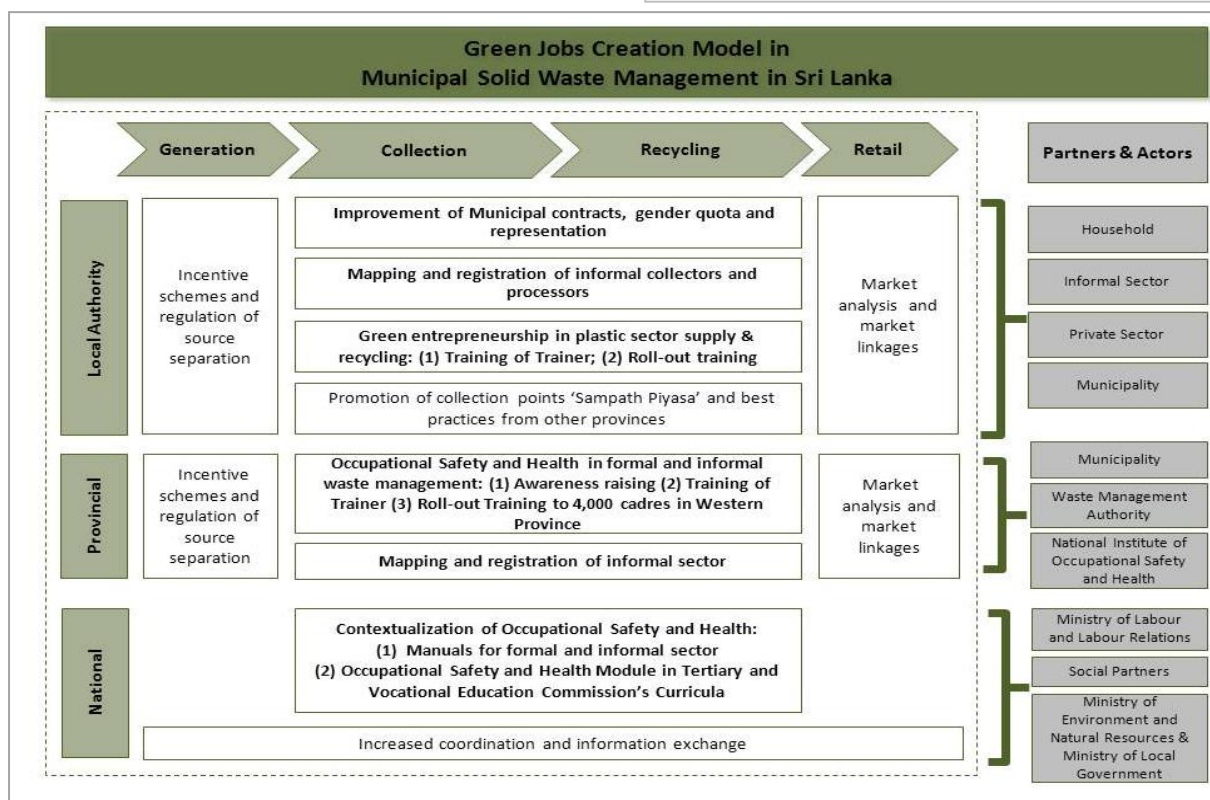 Green Jobs Creation Model in
Municipal Solid Waste Management in Sri Lanka
Generation
Collection
Recycling
Retail
Partners & Actors
Local Authority
Incentive
schemes and
regulation of
source
separation
Improvement of Municipal contracts, gender quota and
representation
Mapping and registration of informal collectors and
processors
Green entrepreneurship in plastic sector supply &
recycling: (1) Training of Trainer; (2) Roll-out training
Promotion of collection points ‘Sampath Piyasa’ and best
practices from other provinces
Market
analysis and
market
linkages
Household
Informal Sector
Private Sector
Municipality
Provincial
Incentive
schemes and
regulation of
source
separation
Occupational Safety and Health in formal and informal
waste management: (1) Awareness raising (2) Training of
Trainer (3) Roll-out Training to 4,000 cadres in Western
Province
Mapping and registration of informal sector
Market
analysis and
market
linkages
Municipality
Waste Management
Authority
National Institute of
Occupational Safety
and Health
National
Contextualization of Occupational Safety and Health:
(1) Manuals for formal and informal sector
(2) Occupational Safety and Health Module in Tertiary and
Vocational Education Commission’s Curricula
Increased coordination and information exchange
Ministry of Labour
and Labour Relations
Social Partners
Ministry of
Environment and
Natural Resources &
Ministry of Local
Government